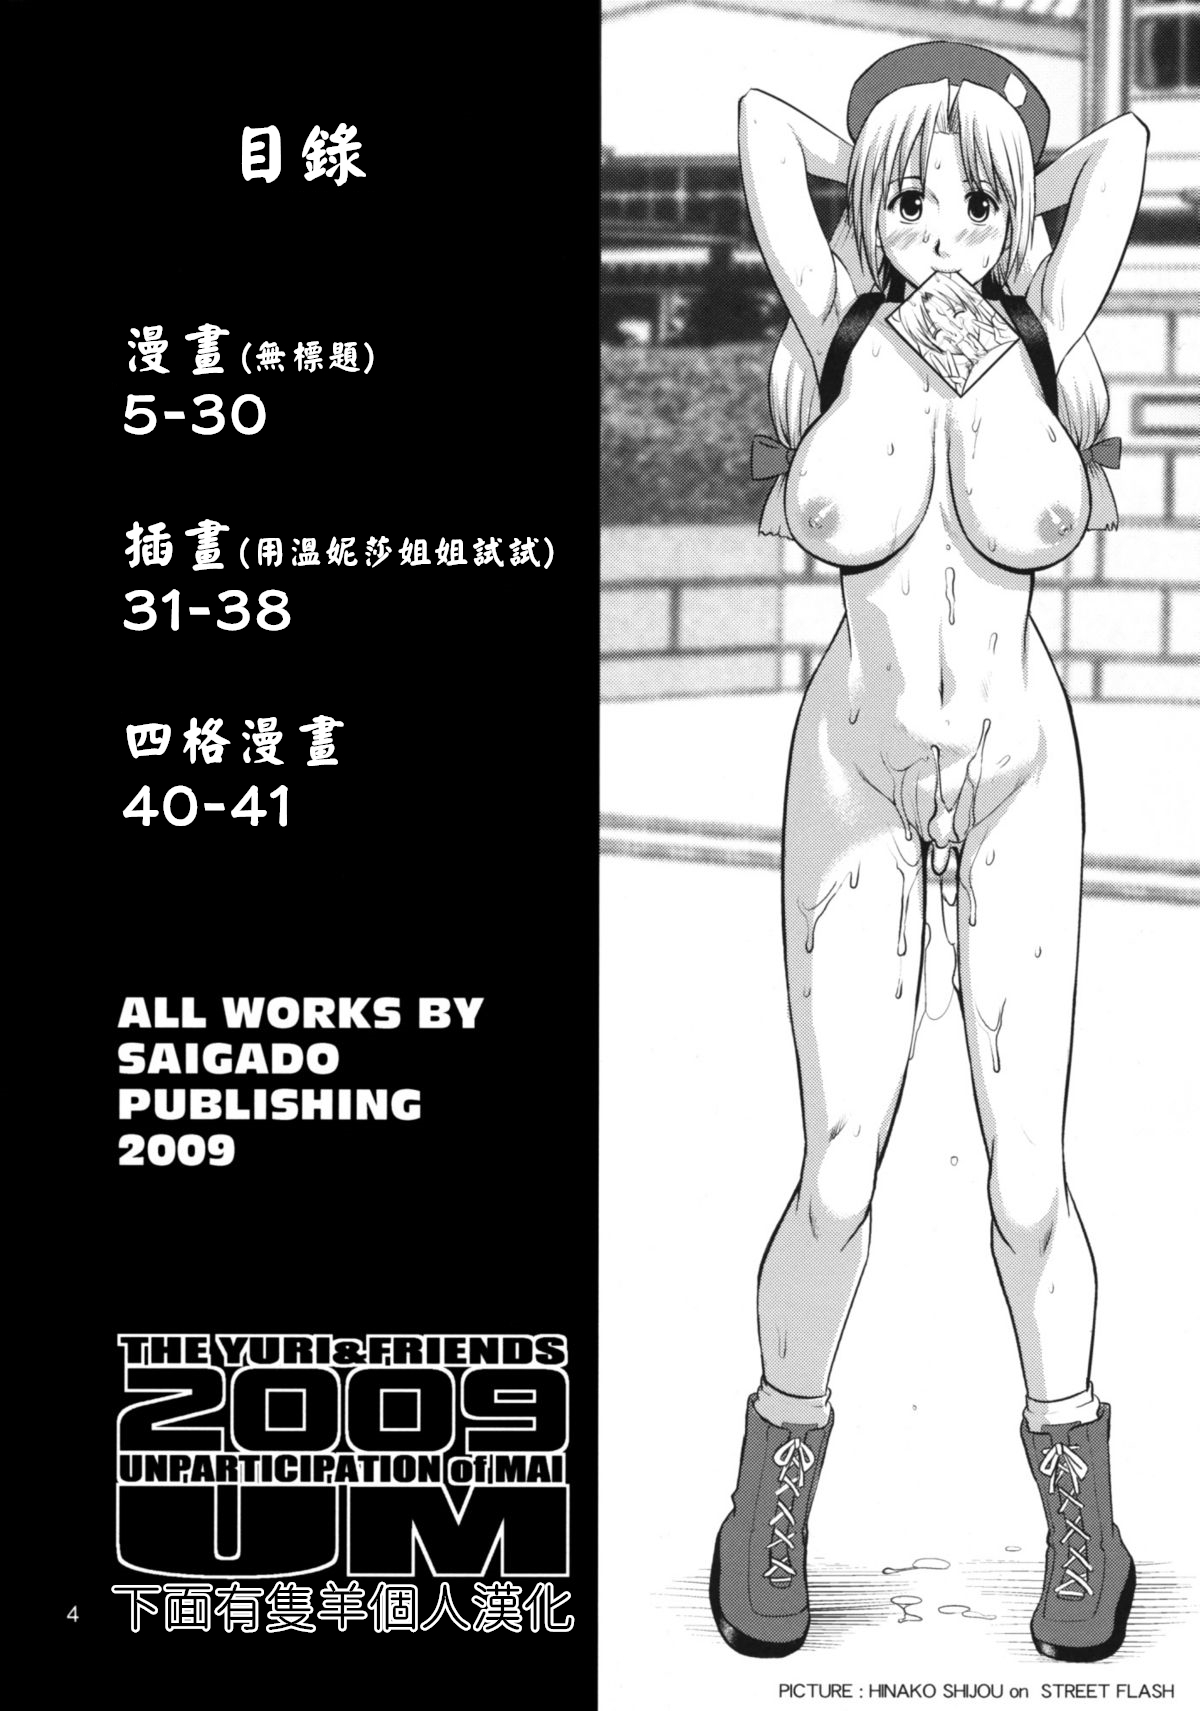 目錄
漫畫(無標題)
5-30
插畫(用溫妮莎姐姐試試)
31-38
四格漫畫
40-41
ALL WORKS BY
SAIGADO
PUBLISHING
2009
THE YURI&FRIENDS
2009
UNPARTICIPATION of MAI
UM
下面有隻羊個人漢化
4
PICTURE : HINAKO SHIJOU on STREET FLASH